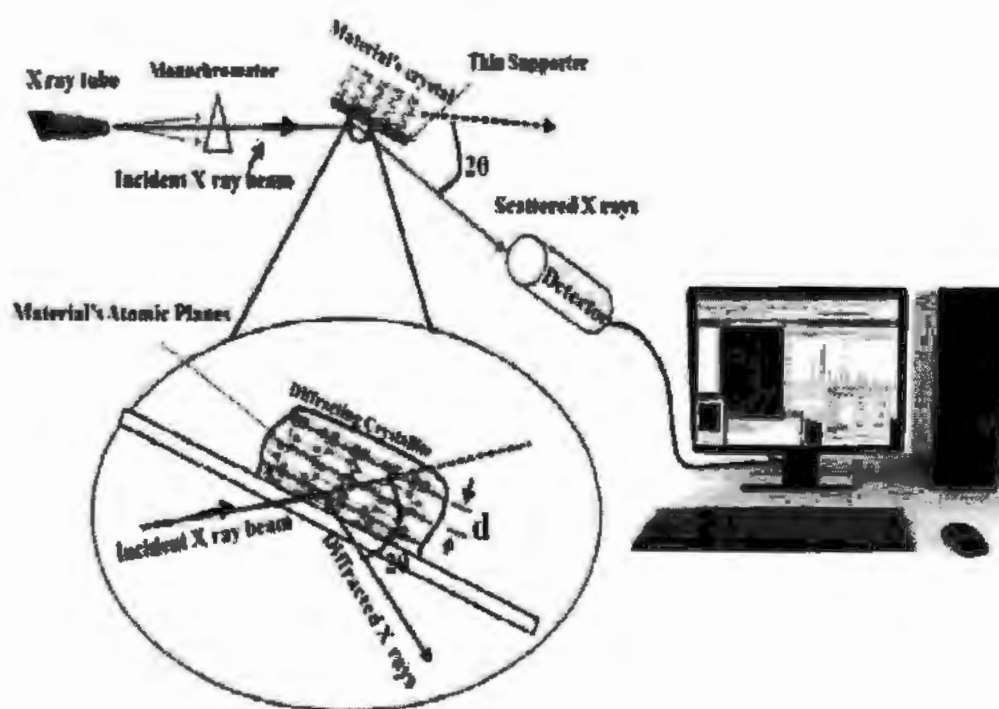 Material's crystal
Thin Supporter
Monochromator
X ray tube
2θ
Incident X ray beam
Scattered X rays
Detector
Material's Atomic Planes
Diffracting Crystallite
d
Incident X ray beam
2θ
Diffracted X rays